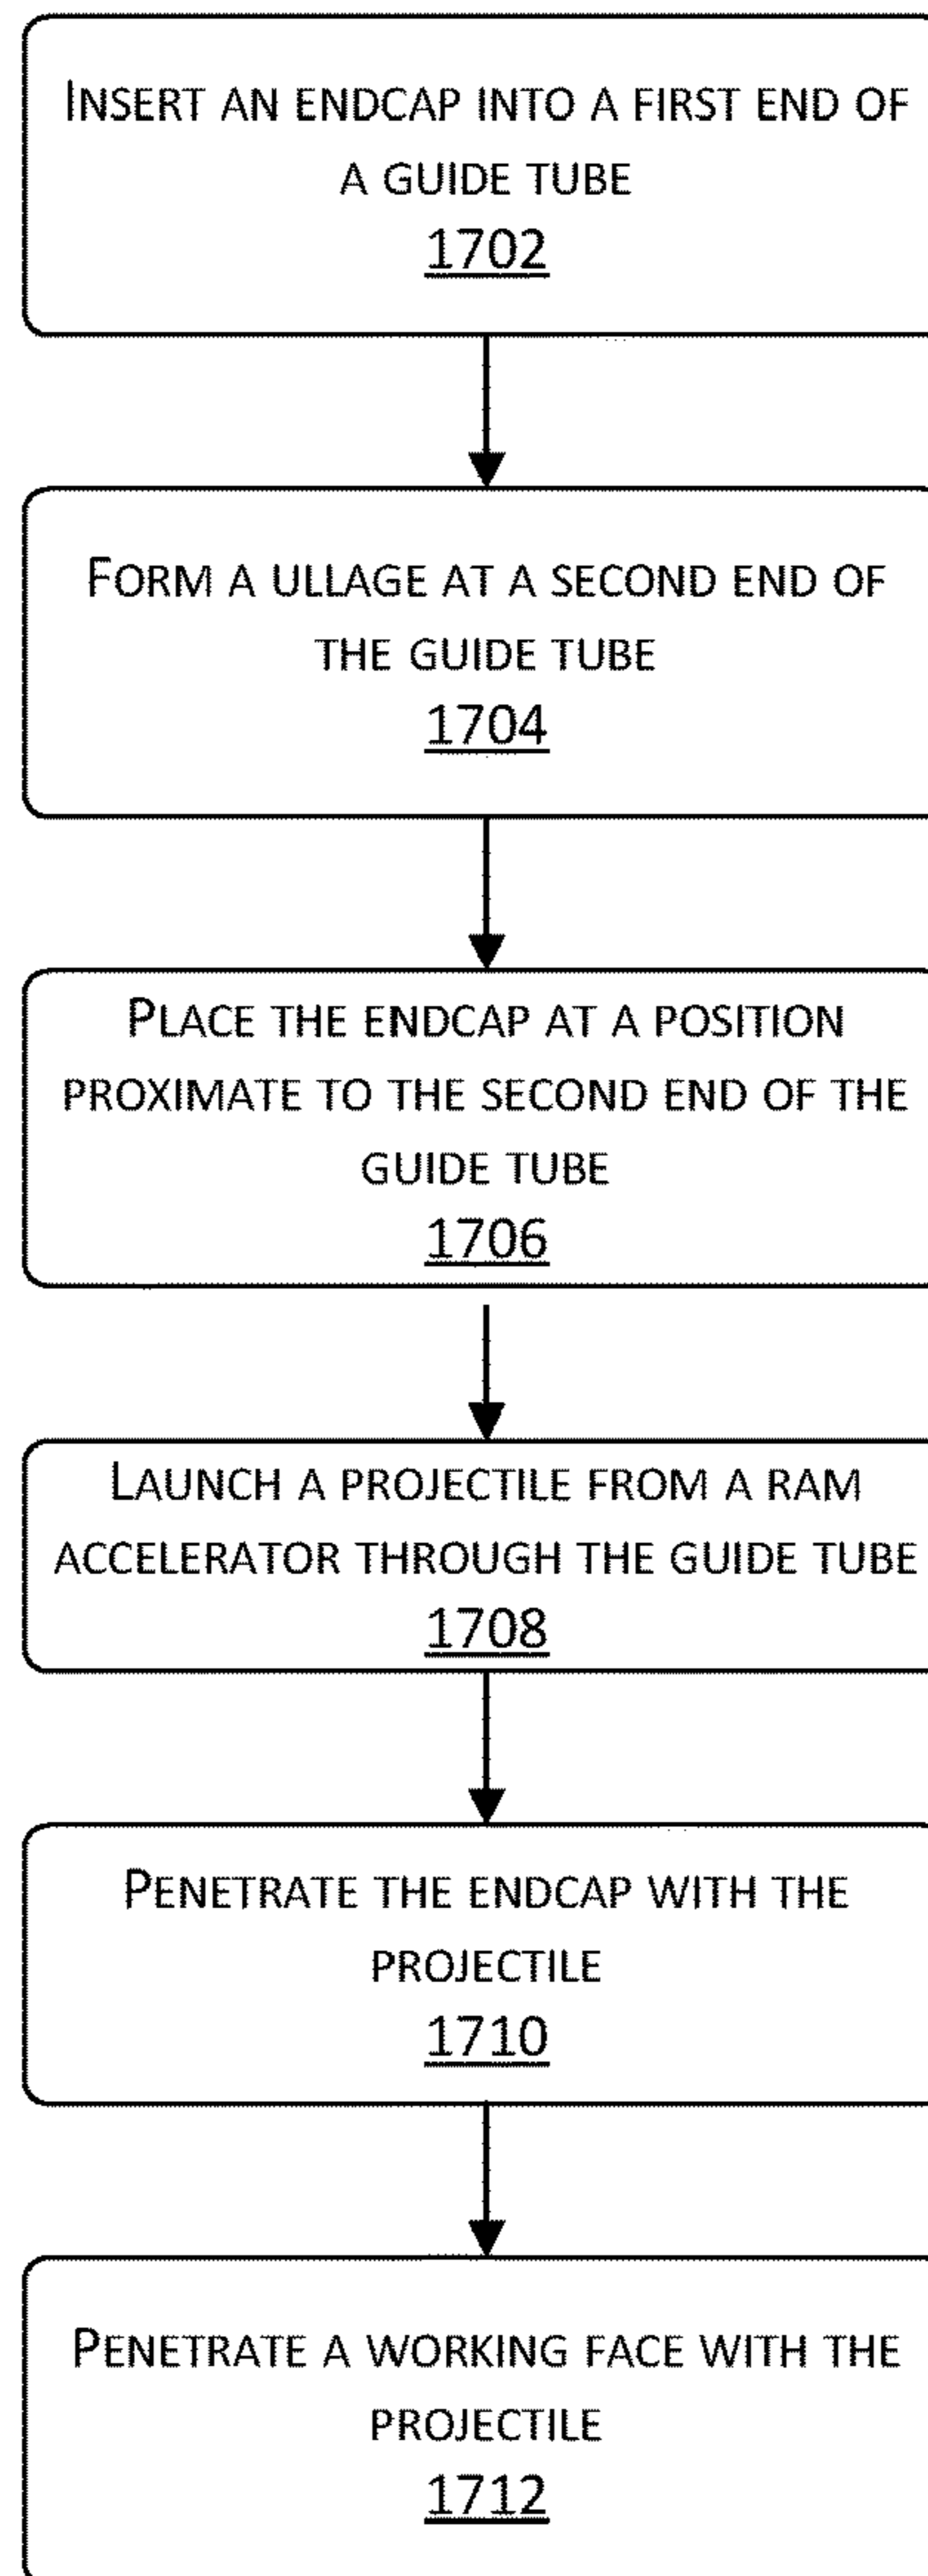 INSERT AN ENDCAP INTO A FIRST END OF
A GUIDE TUBE
1702
FORM A ULLAGE AT A SECOND END OF
THE GUIDE TUBE
1704
PLACE THE ENDCAP AT A POSITION
PROXIMATE TO THE SECOND END OF THE
GUIDE TUBE
1706
LAUNCH A PROJECTILE FROM A RAM
ACCELERATOR THROUGH THE GUIDE TUBE
1708
PENETRATE THE ENDCAP WITH THE
PROJECTILE
1710
PENETRATE A WORKING FACE WITH THE
PROJECTILE
1712